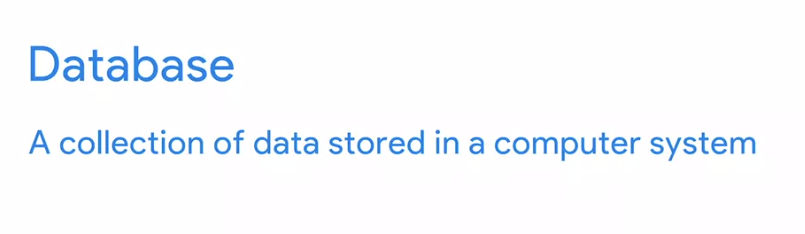 Database
A collection of data stored in a computer system